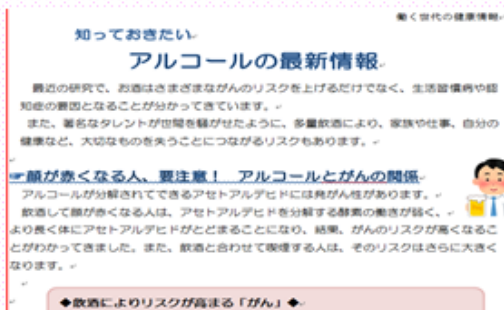 働く世代の健康情報
知っておきたい
アルコールの最新情報
最近の研究で、お酒はさまざまながんのリスクを上げるだけでなく、生活習慣病や認
知症の要因となることが分かってきています。
また、著名なタレントが世間を騒がせたように、多量飲酒により、家族や仕事、自分の
健康など、大切なものを失うことにつながるリスクもあります。
☞顔が赤くなる人、要注意！ アルコールとがんの関係
アルコールが分解されてできるアセトアルデヒドには発がん性があります。
飲酒して顔が赤くなる人は、アセトアルデヒドを分解する酵素の働きが弱く、
より長く体にアセトアルデヒドがとどまることになり、結果、がんのリスクが高くなるこ
とがわかってきました。また、飲酒と合わせて喫煙する人は、そのリスクはさらに大きく
なります。
◆飲酒によりリスクが高まる「がん」◆